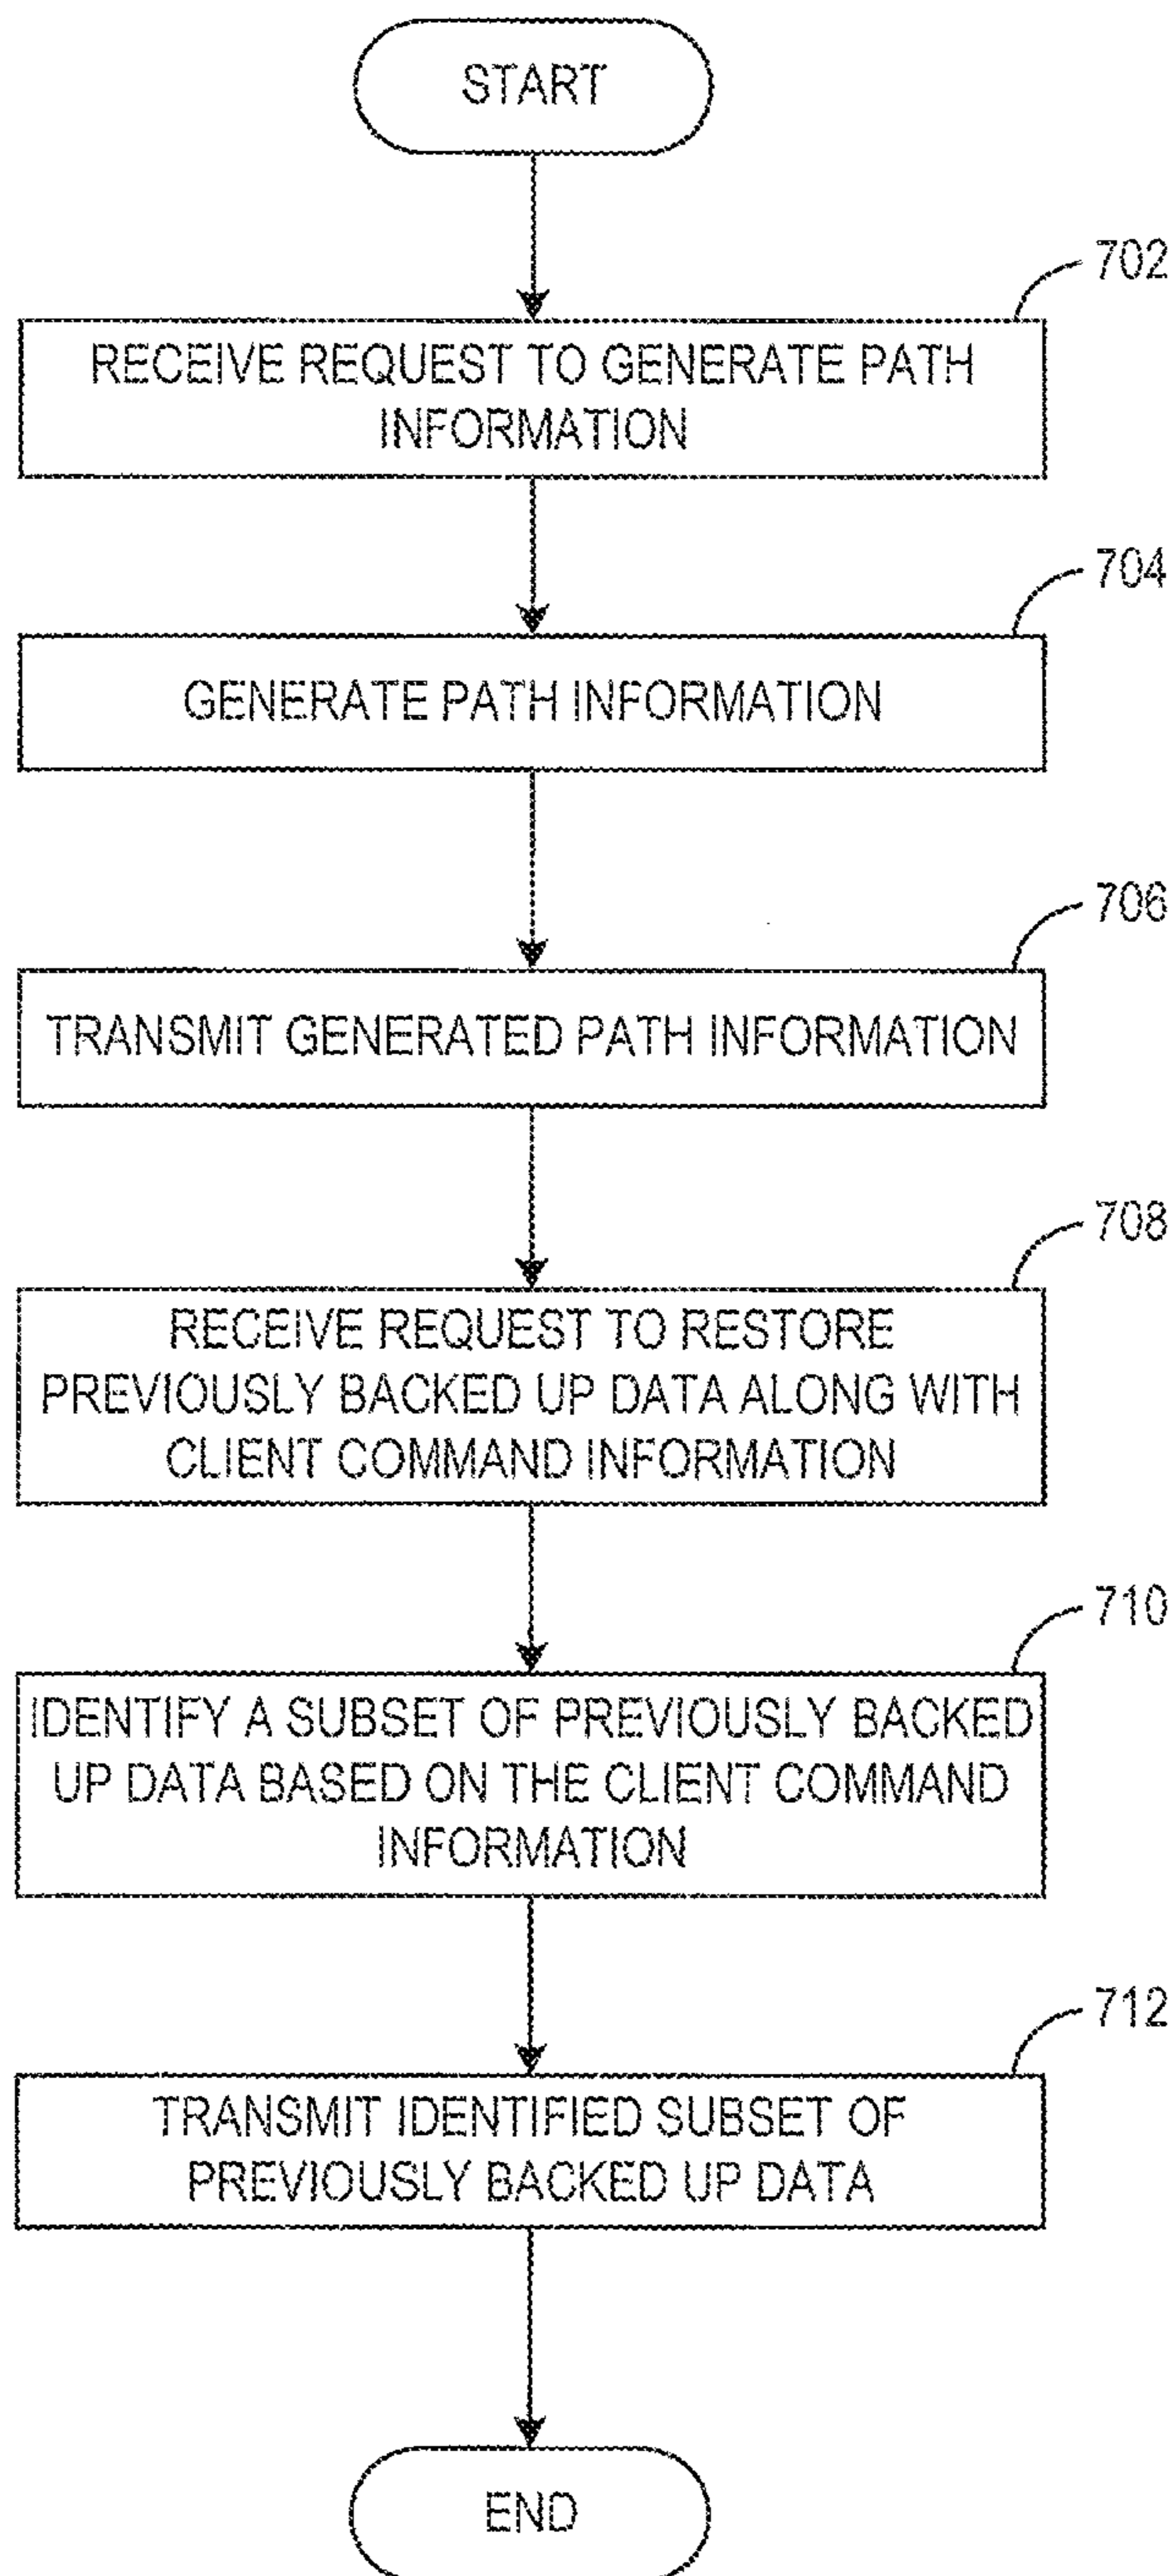 START
702
RECEIVE REQUEST TO GENERATE PATH
INFORMATION
704
GENERATE PATH INFORMATION
706
TRANSMIT GENERATED PATH INFORMATION
708
RECEIVE REQUEST TO RESTORE
PREVIOUSLY BACKED UP DATA ALONG WITH
CLIENT COMMAND INFORMATION
710
IDENTIFY A SUBSET OF PREVIOUSLY BACKED
UP DATA BASED ON THE CLIENT COMMAND
INFORMATION
712
TRANSMIT IDENTIFIED SUBSET OF
PREVIOUSLY BACKED UP DATA
END